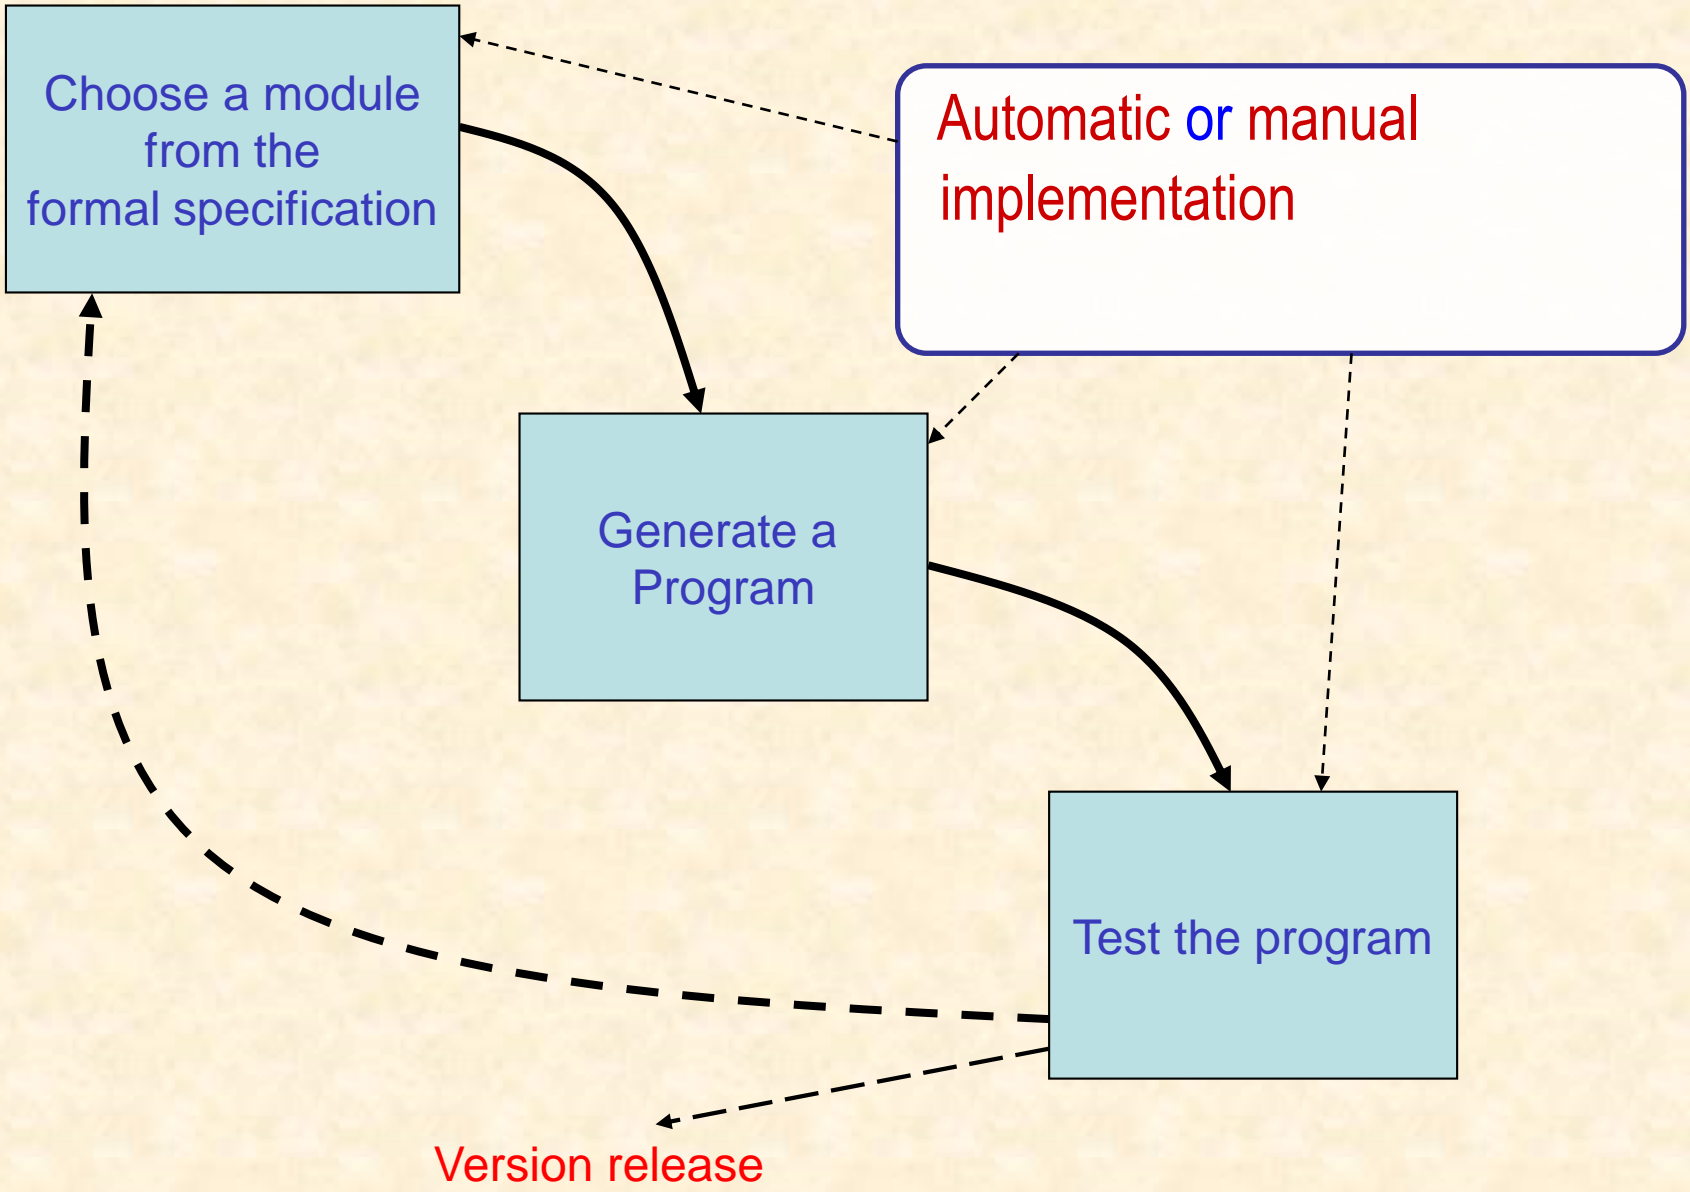 Choose a module
from the
formal specification
Automatic or manual
implementation
Generate a
Program
Test the program
Version release